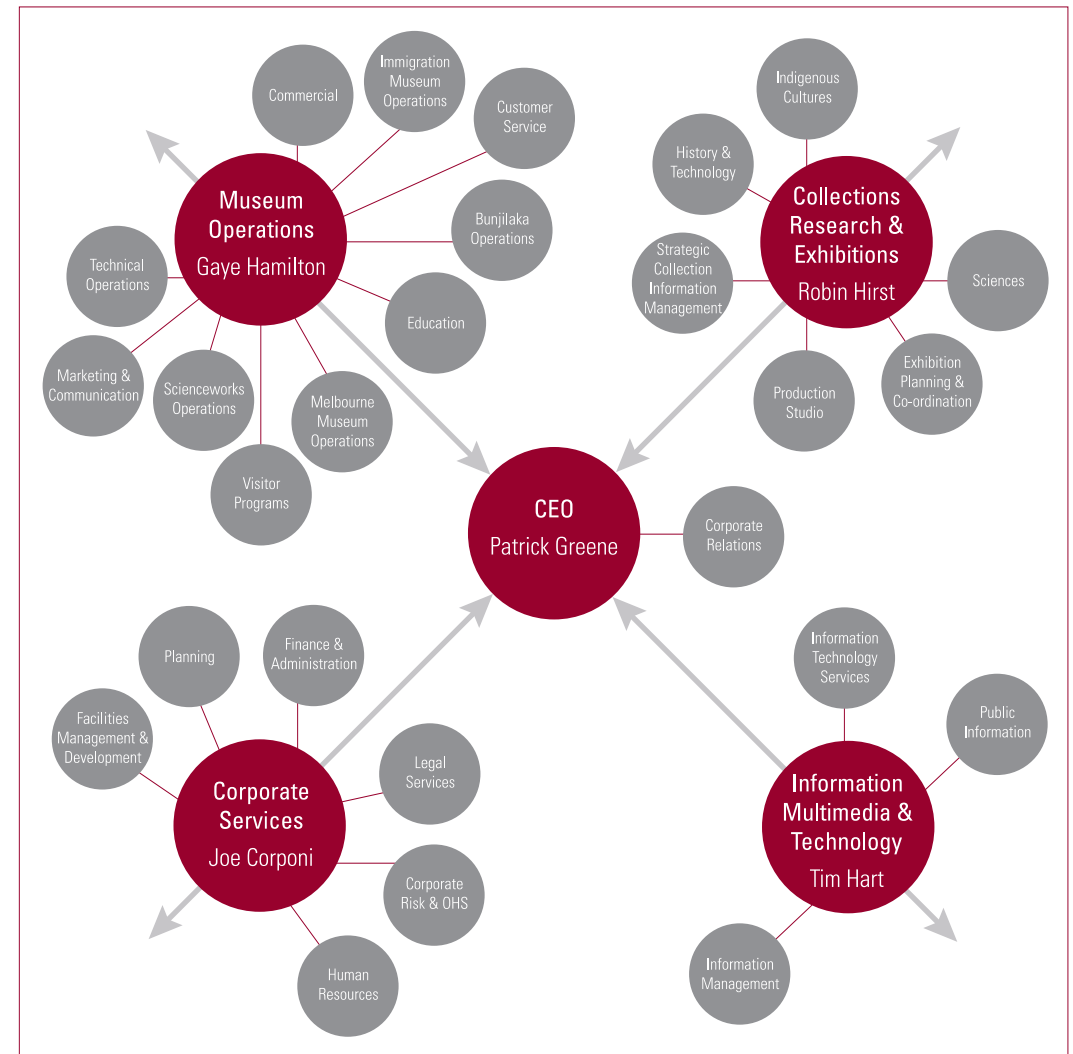 Commercial
Immigration
Museum
Operations
Customer
Service
Museum
Operations
Gaye Hamilton
Bunjilaka
Operations
Technical
Operations
Education
Marketing &
Communication
Scienceworks
Operations
Melbourne
Museum
Operations
Visitor
Programs
Indigenous
Cultures
History &
Technology
Collections
Research &
Exhibitions
Robin Hirst
Strategic
Collection
Information
Management
Sciences
Production
Studio
Exhibition
Planning &
Co-ordination
CEO
Patrick Greene
Corporate
Relations
Planning
Finance &
Administration
Facilities
Management &
Development
Legal
Services
Corporate
Services
Joe Corponi
Corporate
Risk & OHS
Human
Resources
Information
Technology
Services
Public
Information
Information
Multimedia &
Technology
Tim Hart
Information
Management